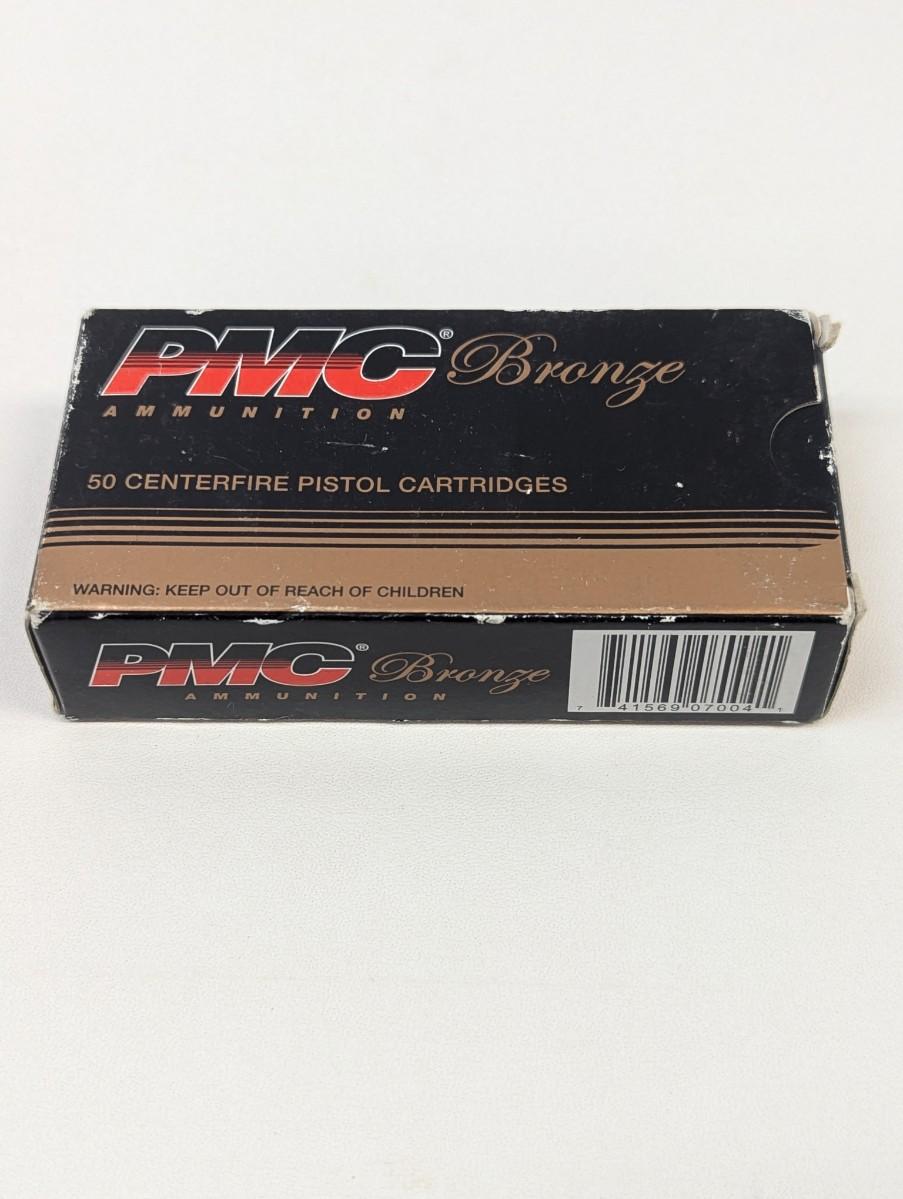 PMC® Bronze
AMMUNITION
50 CENTERFIRE PISTOL CARTRIDGES
WARNING: KEEP OUT OF REACH OF CHILDREN
PMC® Bronze
AMMUNITION
7 41569 07004 1